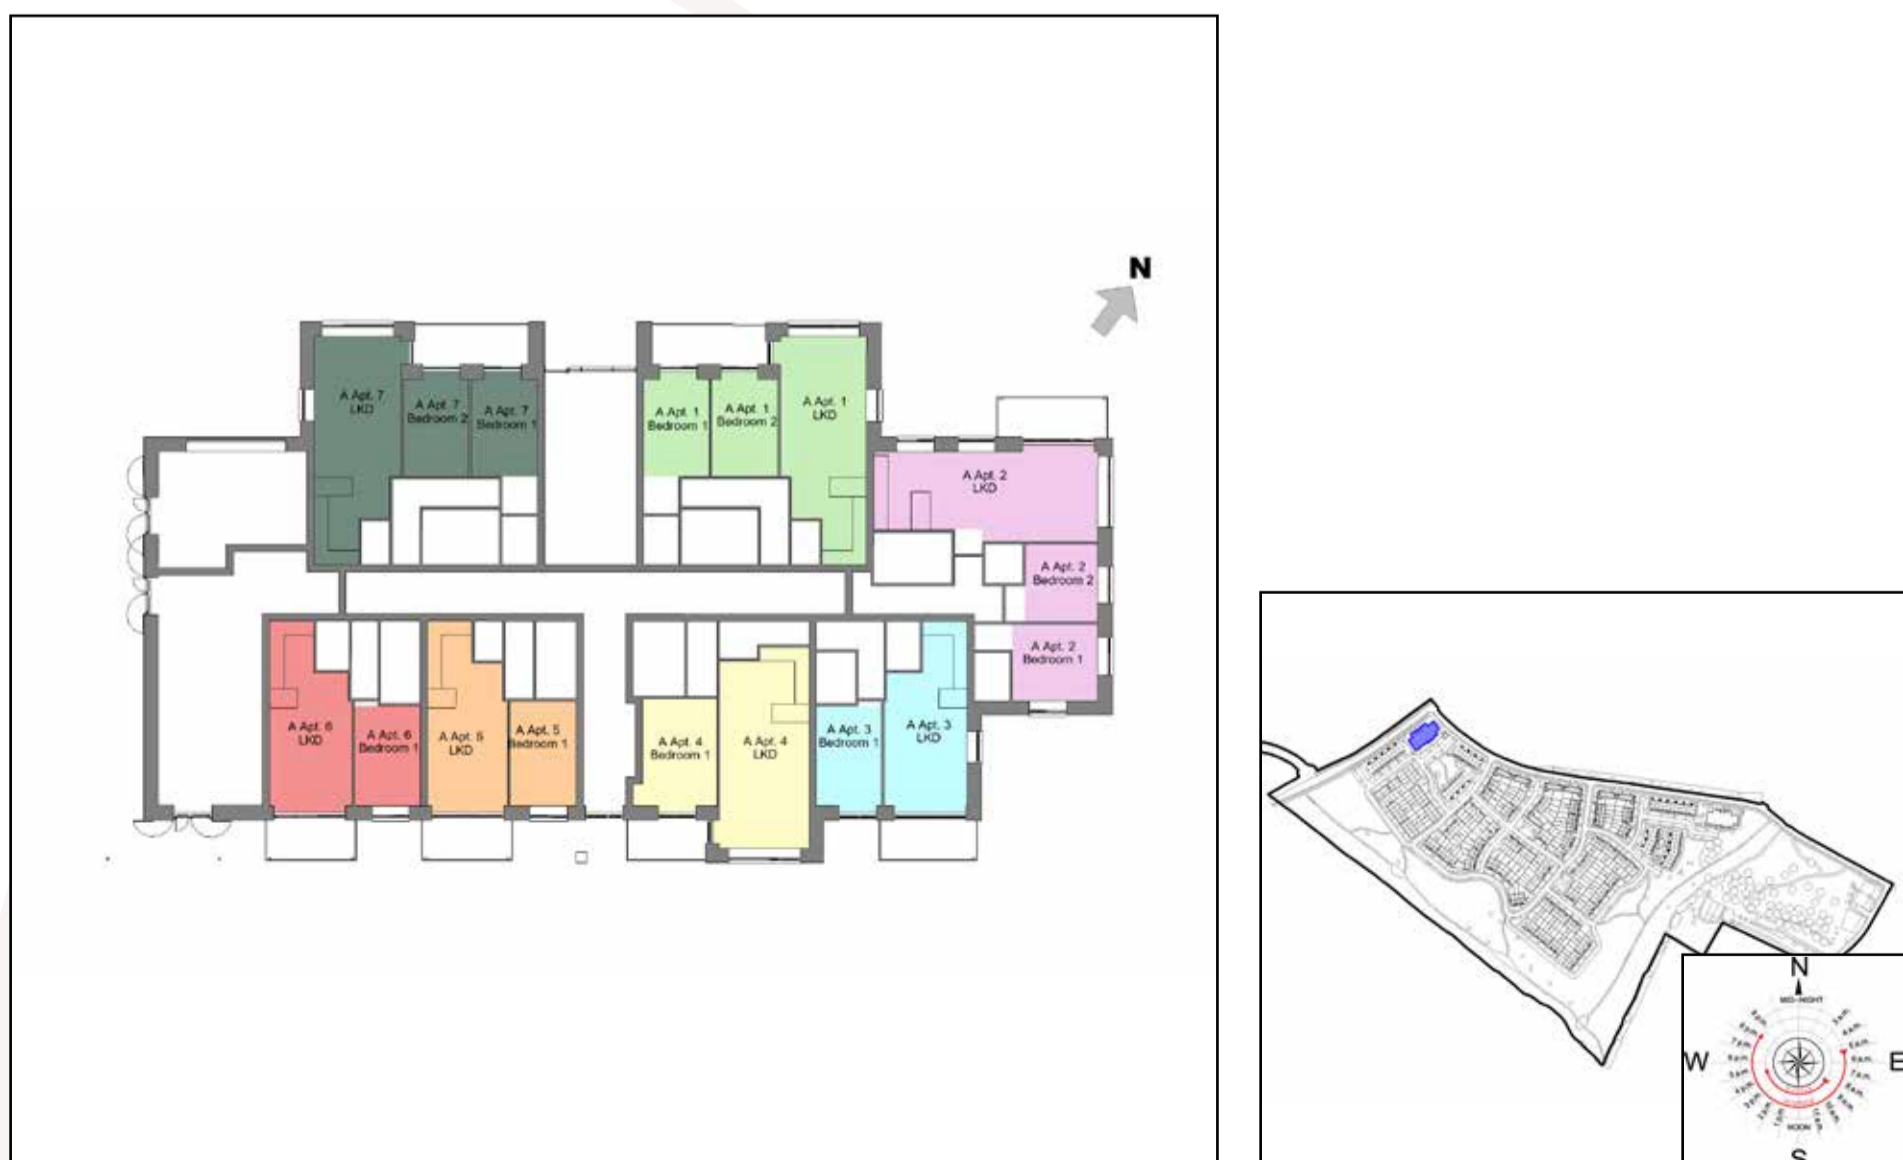 N
A Apt. 7
LKD
A Apt. 7
Bedroom 2
A Apt. 7
Bedroom 1
A Apt. 1
Bedroom 1
A Apt. 1
Bedroom 2
A Apt. 1
LKD
A Apt. 2
LKD
A Apt. 2
Bedroom 2
A Apt. 2
Bedroom 1
A Apt. 6
LKD
A Apt. 6
Bedroom 1
A Apt. 5
LKD
A Apt. 5
Bedroom 1
A Apt. 4
Bedroom 1
A Apt. 4
LKD
A Apt. 3
Bedroom 1
A Apt. 3
LKD
N
MID-NIGHT
W
E
NOON
S